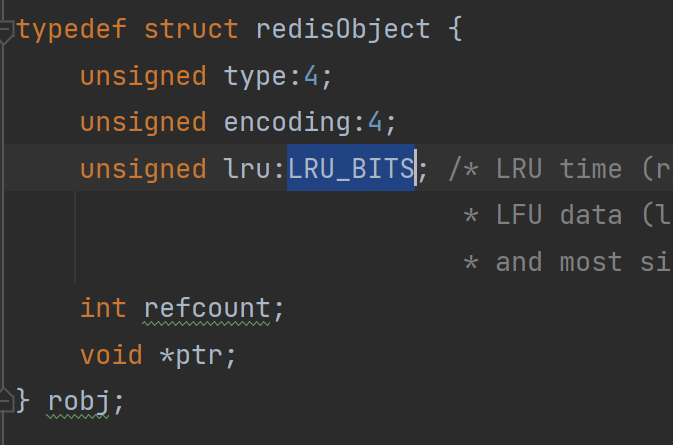 typedef struct redisObject {
unsigned type:4;
unsigned encoding:4;
unsigned lru:LRU_BITS; /* LRU time (r
* LFU data (l
* and most si
int refcount;
void *ptr;
} robj;